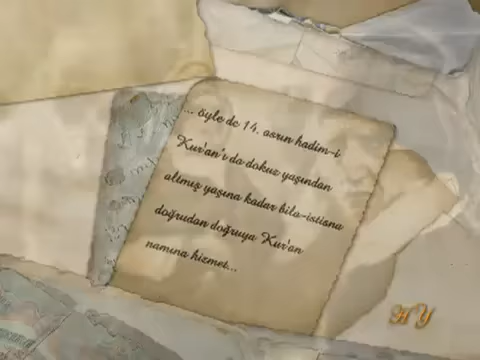 ... öyle de 14. asrın hadim-i
Kur'an'ı da dokuz yaşından
altmış yaşına kadar bila-istisna
doğrudan doğruya Kur'an
namına hizmet...
HY